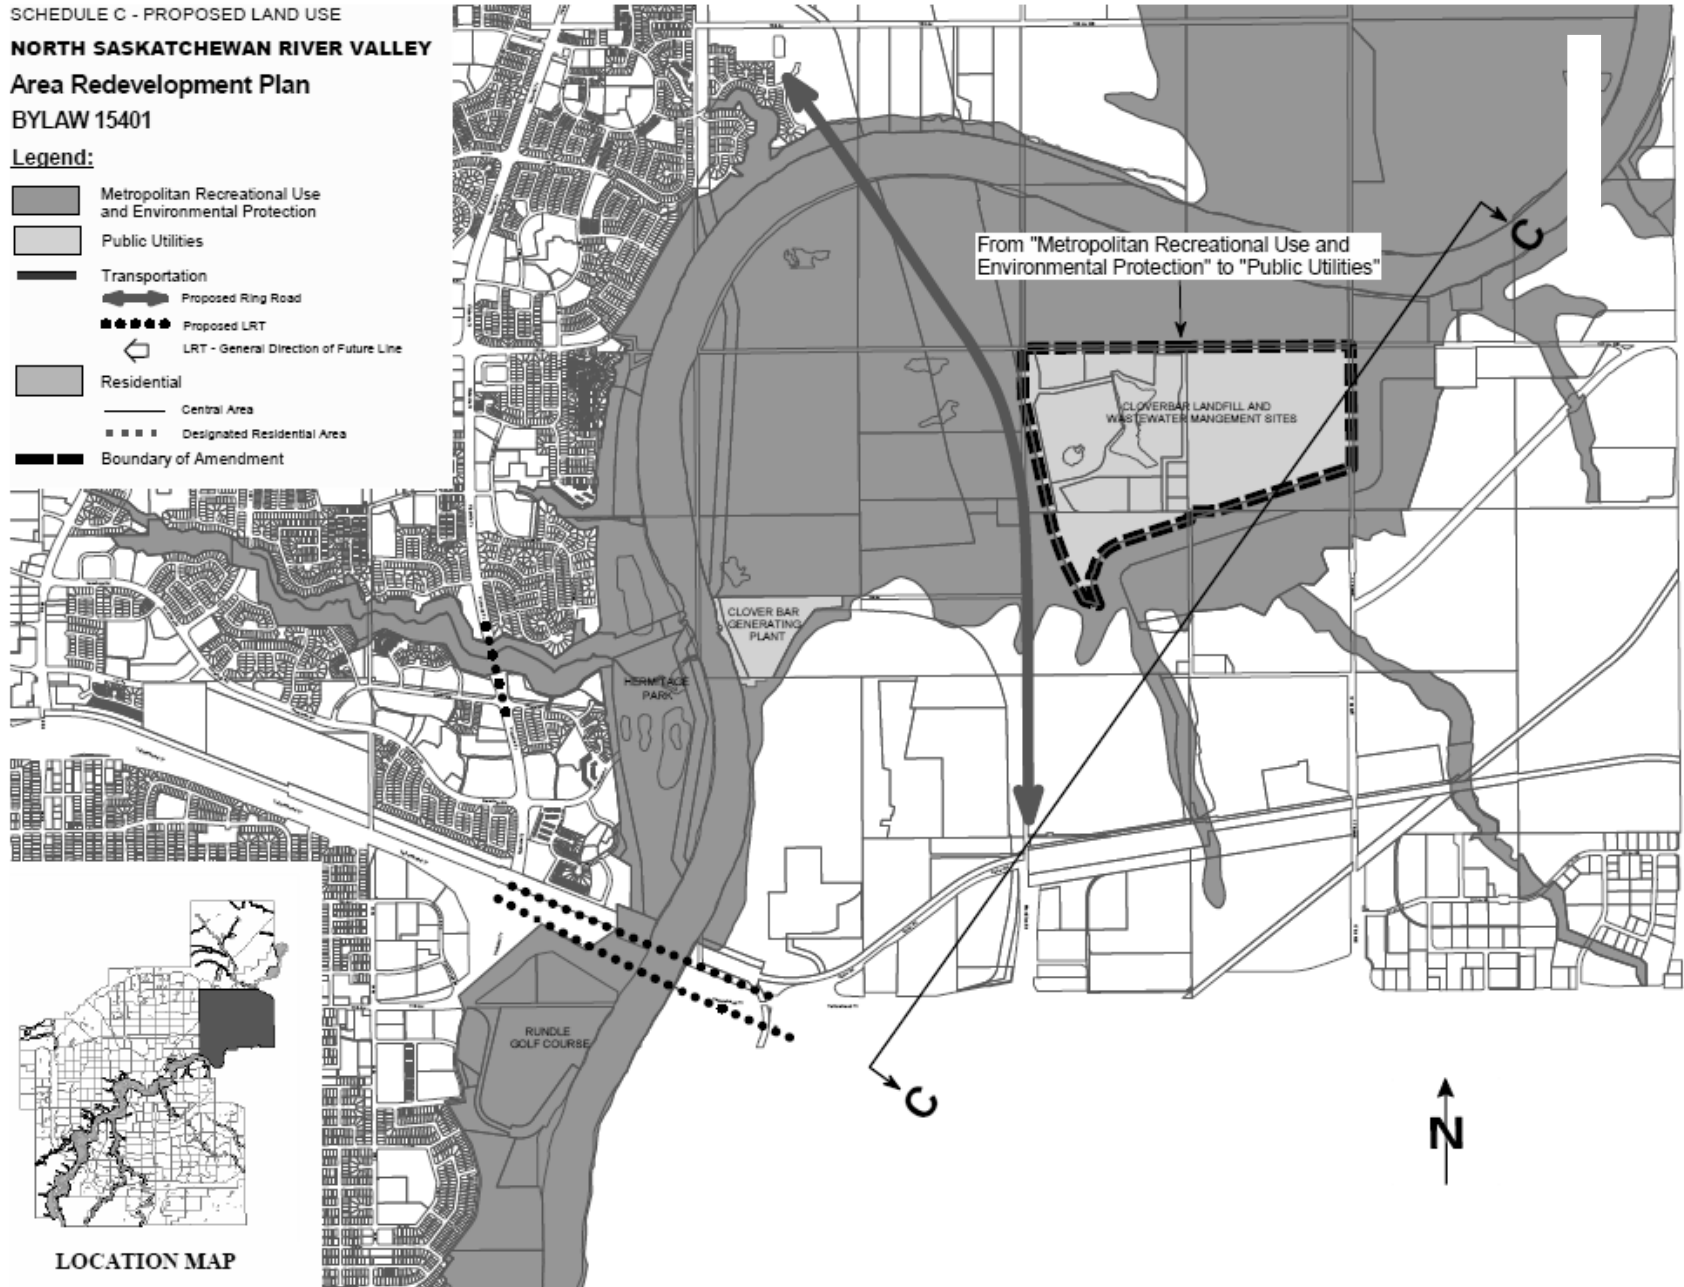 SCHEDULE C - PROPOSED LAND USE
NORTH SASKATCHEWAN RIVER VALLEY
Area Redevelopment Plan
BYLAW 15401
Legend:
Metropolitan Recreational Use
and Environmental Protection
Public Utilities
Transportation
Proposed Ring Road
Proposed LRT
LRT - General Direction of Future Line
Residential
Central Area
Designated Residential Area
Boundary of Amendment
From "Metropolitan Recreational Use and
Environmental Protection" to "Public Utilities"
C
CLOVERBAR LANDFILL AND
WASTEWATER MANGEMENT SITES
CLOVER BAR
GENERATING
PLANT
HERMITAGE
PARK
RUNDLE
GOLF COURSE
C
N
LOCATION MAP